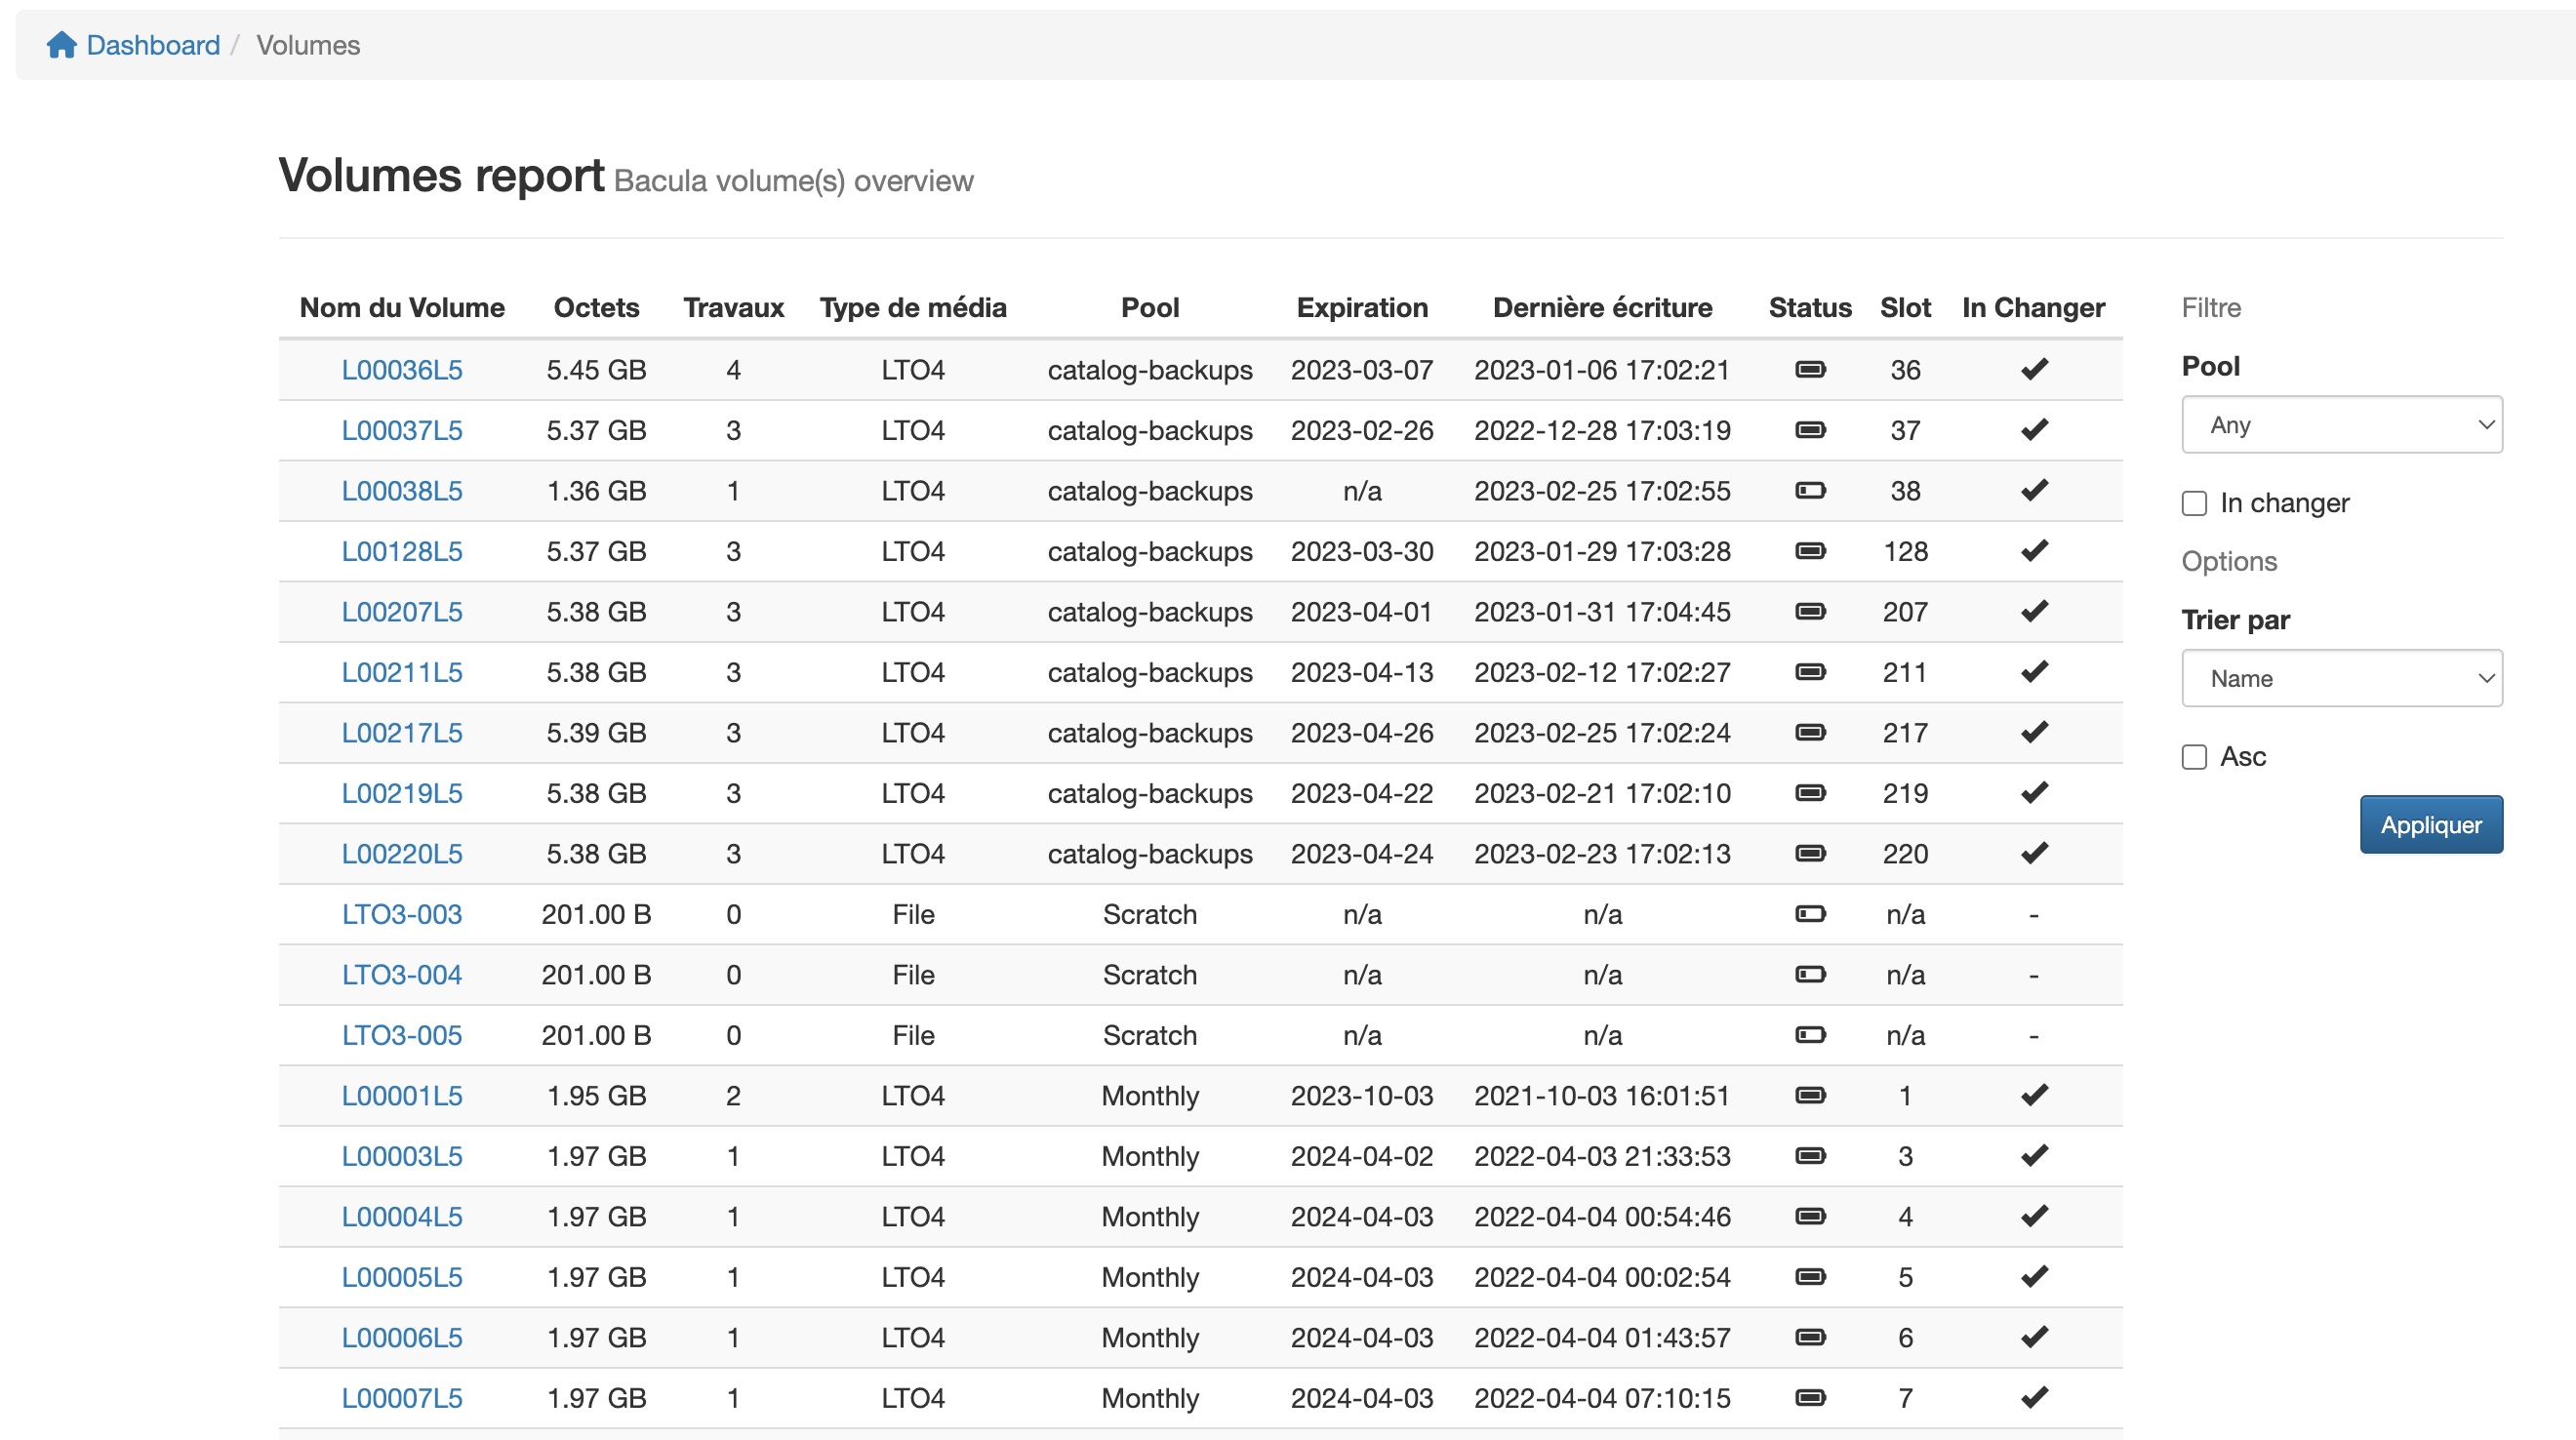 Dashboard / Volumes
Volumes report Bacula volume(s) overview
Nom du Volume Octets Travaux Type de média Pool Expiration Dernière écriture Status Slot In Changer
L00036L5 5.45 GB 4 LTO4 catalog-backups 2023-03-07 2023-01-06 17:02:21 36
L00037L5 5.37 GB 3 LTO4 catalog-backups 2023-02-26 2022-12-28 17:03:19 37
L00038L5 1.36 GB 1 LTO4 catalog-backups n/a 2023-02-25 17:02:55 38
L00128L5 5.37 GB 3 LTO4 catalog-backups 2023-03-30 2023-01-29 17:03:28 128
L00207L5 5.38 GB 3 LTO4 catalog-backups 2023-04-01 2023-01-31 17:04:45 207
L00211L5 5.38 GB 3 LTO4 catalog-backups 2023-04-13 2023-02-12 17:02:27 211
L00217L5 5.39 GB 3 LTO4 catalog-backups 2023-04-26 2023-02-25 17:02:24 217
L00219L5 5.38 GB 3 LTO4 catalog-backups 2023-04-22 2023-02-21 17:02:10 219
L00220L5 5.38 GB 3 LTO4 catalog-backups 2023-04-24 2023-02-23 17:02:13 220
LTO3-003 201.00 B 0 File Scratch n/a n/a n/a -
LTO3-004 201.00 B 0 File Scratch n/a n/a n/a -
LTO3-005 201.00 B 0 File Scratch n/a n/a n/a -
L00001L5 1.95 GB 2 LTO4 Monthly 2023-10-03 2021-10-03 16:01:51 1
L00003L5 1.97 GB 1 LTO4 Monthly 2024-04-02 2022-04-03 21:33:53 3
L00004L5 1.97 GB 1 LTO4 Monthly 2024-04-03 2022-04-04 00:54:46 4
L00005L5 1.97 GB 1 LTO4 Monthly 2024-04-03 2022-04-04 00:02:54 5
L00006L5 1.97 GB 1 LTO4 Monthly 2024-04-03 2022-04-04 01:43:57 6
L00007L5 1.97 GB 1 LTO4 Monthly 2024-04-03 2022-04-04 07:10:15 7
Filtre
Pool
Any
In changer
Options
Trier par
Name
Asc
Appliquer